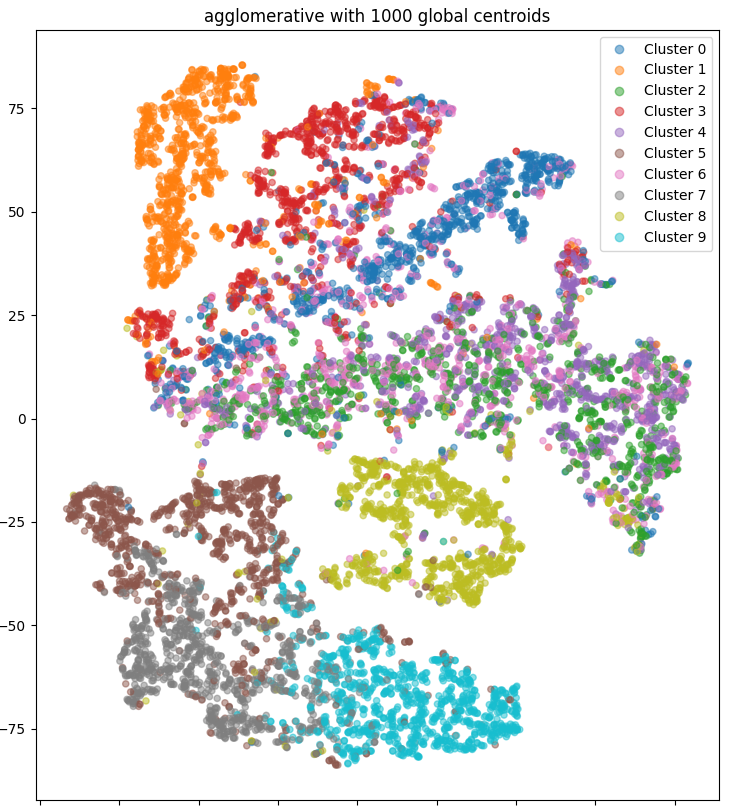 agglomerative with 1000 global centroids
Cluster 0
Cluster 1
Cluster 2
Cluster 3
Cluster 4
Cluster 5
Cluster 6
Cluster 7
Cluster 8
Cluster 9
75
50
25
0
−25
−50
−75